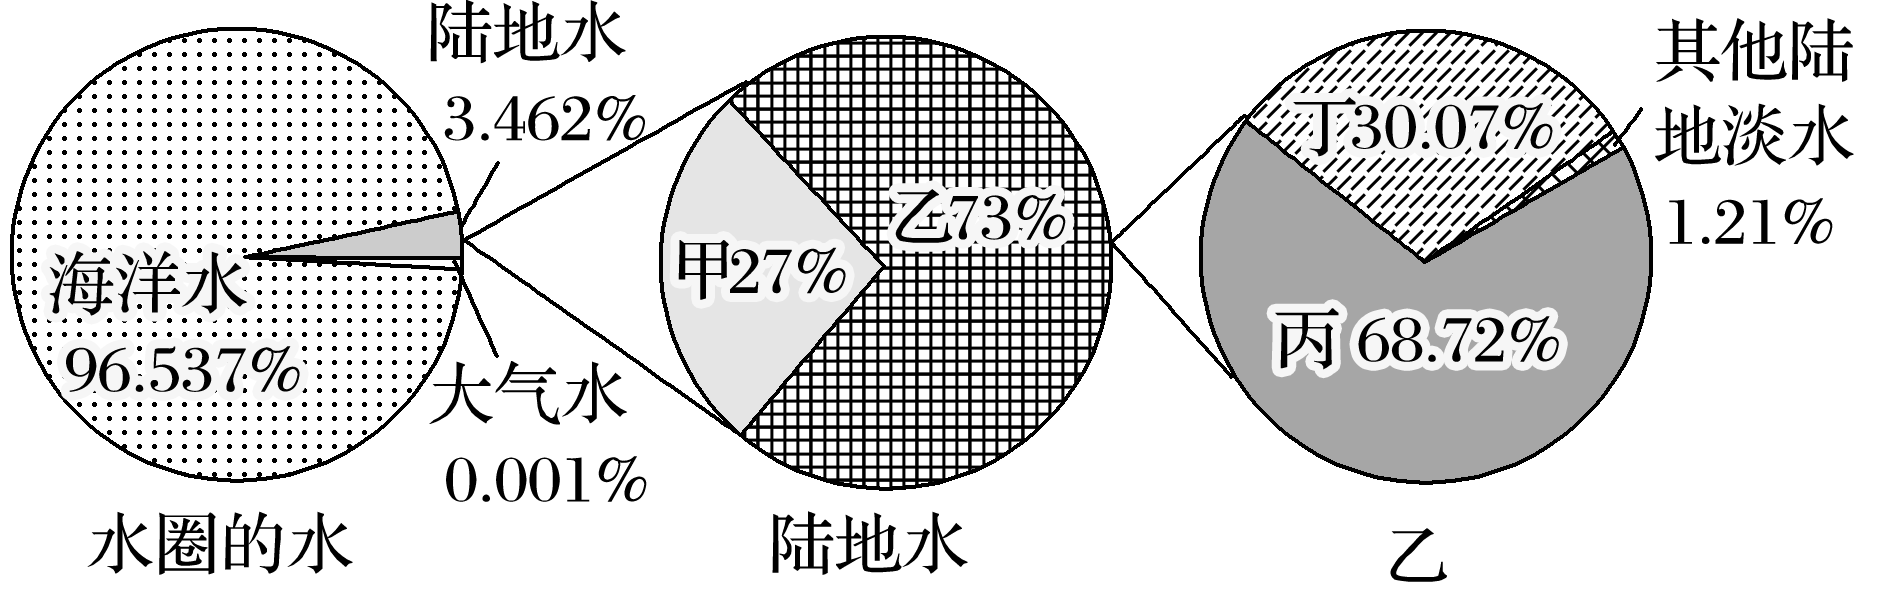 陆地水
3.462%
海洋水
96.537%
大气水
0.001%
水圈的水
甲27%
乙73%
陆地水
丁30.07%
其他陆
地淡水
1.21%
丙 68.72%
乙